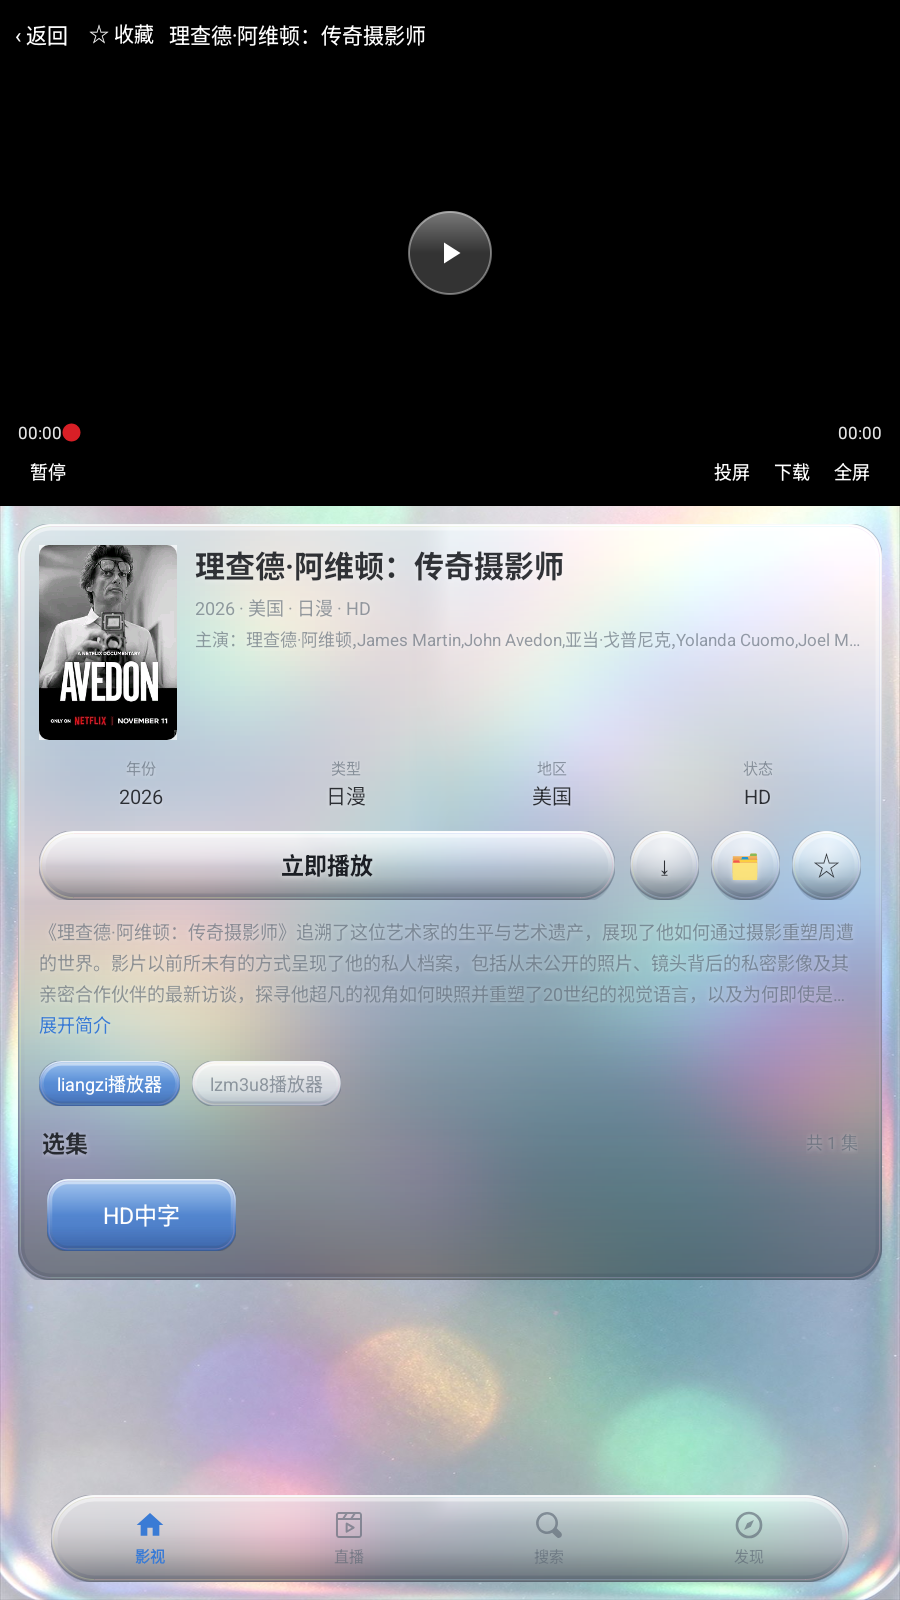 ‹ 返回 ☆ 收藏 理查德·阿维顿：传奇摄影师
00:00 00:00
暂停 投屏 下载 全屏
理查德·阿维顿：传奇摄影师
2026 · 美国 · 日漫 · HD
主演：理查德·阿维顿,James Martin,John Avedon,亚当·戈普尼克,Yolanda Cuomo,Joel M...
A NETFLIX DOCUMENTARY
AVEDON
ONLY ON NETFLIX | NOVEMBER 11
年份 类型 地区 状态
2026 日漫 美国 HD
立即播放 ↓ ☆
《理查德·阿维顿：传奇摄影师》追溯了这位艺术家的生平与艺术遗产，展现了他如何通过摄影重塑周遭
的世界。影片以前所未有的方式呈现了他的私人档案，包括从未公开的照片、镜头背后的私密影像及其
亲密合作伙伴的最新访谈，探寻他超凡的视角如何映照并重塑了20世纪的视觉语言，以及为何即使是...
展开简介
liangzi播放器 lzm3u8播放器
选集 共 1 集
HD中字
影视 直播 搜索 发现